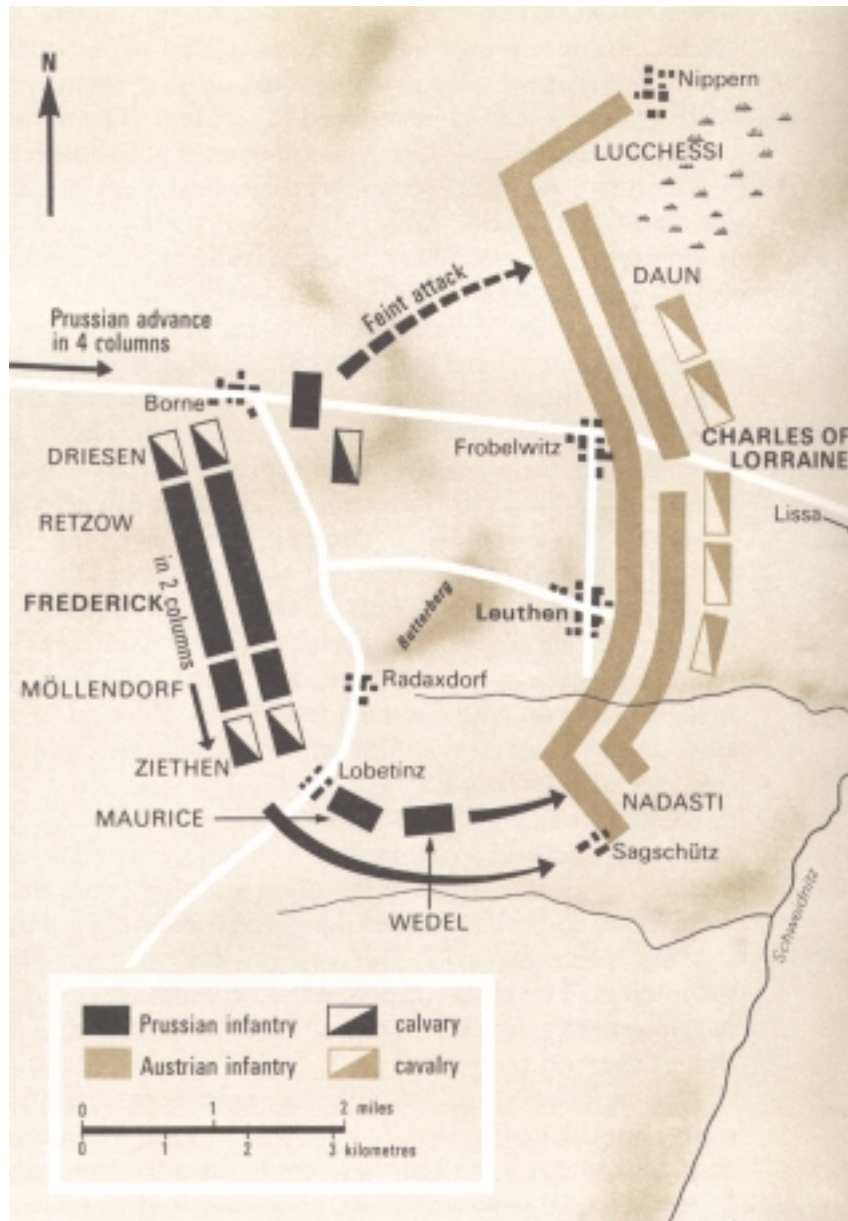 N
Nippern
LUCCHESSI
DAUN
Feint attack
Prussian advance
in 4 columns
Borne
DRIESEN
Frobelwitz
CHARLES OF
LORRAINE
RETZOW
Lissa
in 2 columns
FREDERICK
Butterberg
Leuthen
MÖLLENDORF
Radaxdorf
ZIETHEN
Lobetinz
NADASTI
MAURICE
Sagschütz
WEDEL
Schweidnitz
Prussian infantry
calvary
Austrian infantry
cavalry
0 1 2 miles
0 1 2 3 kilometres